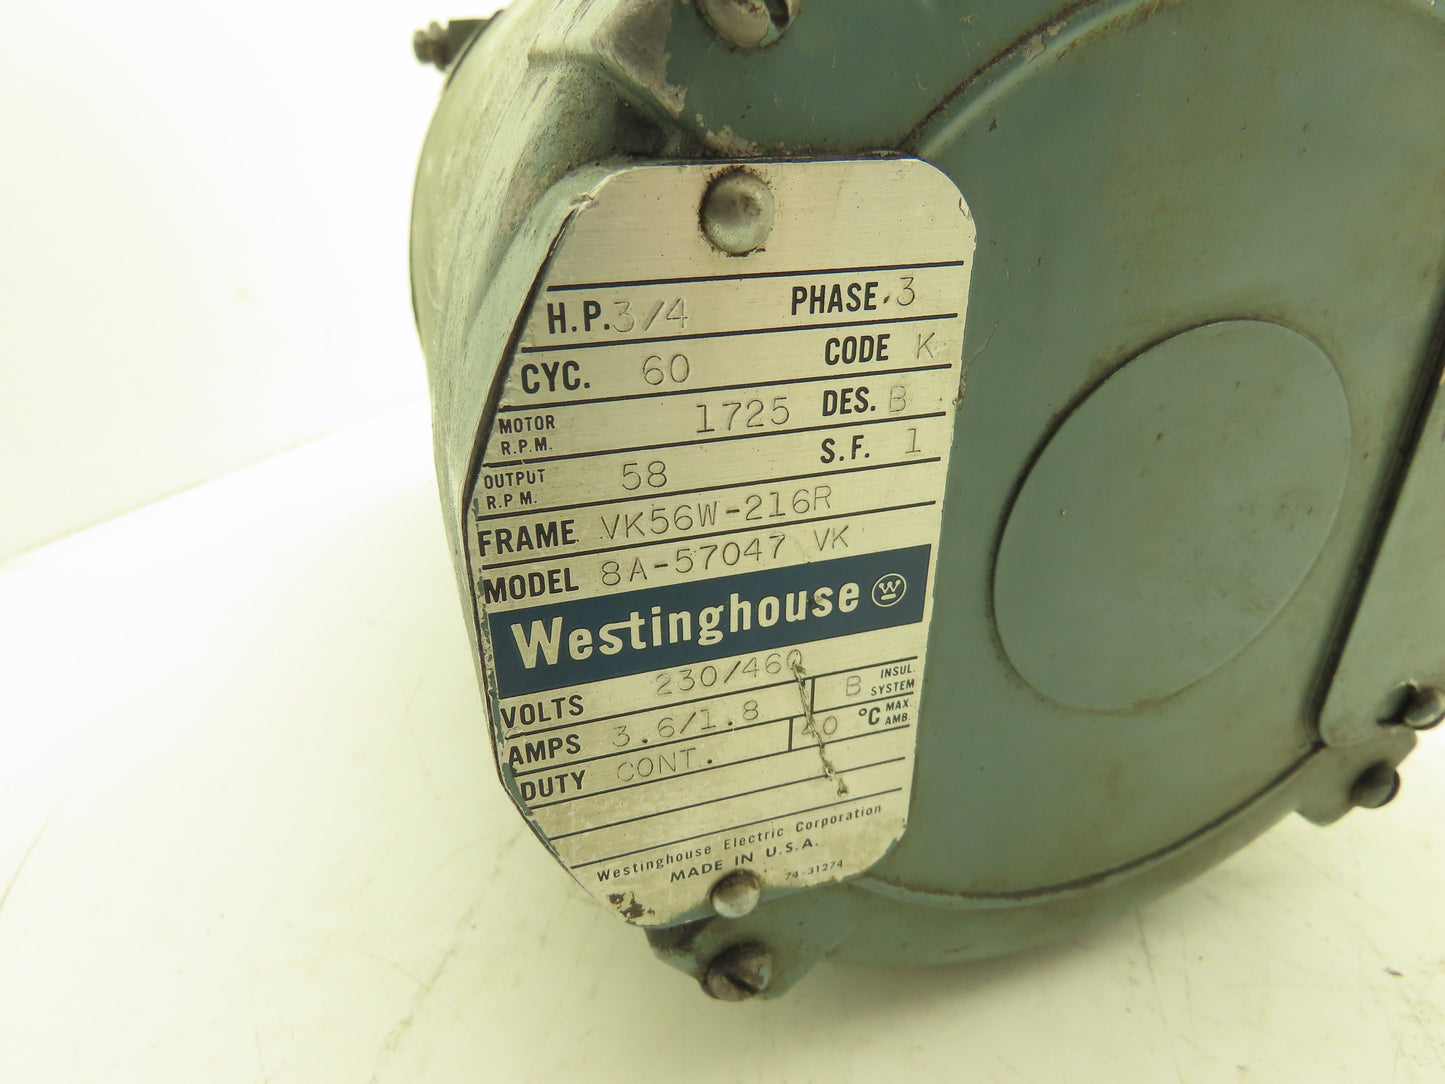 H.P. 3/4 PHASE 3
CYC. 60 CODE K
MOTOR R.P.M. 1725 DES. B
OUTPUT R.P.M. 58 S.F. 1
FRAME VK56W-216R
MODEL 8A-57047 VK
Westinghouse W
VOLTS 230/460
AMPS 3.6/1.8 B INSUL. SYSTEM
DUTY CONT. 40 °C MAX. AMB.
Westinghouse Electric Corporation
MADE IN U.S.A.
74-31274